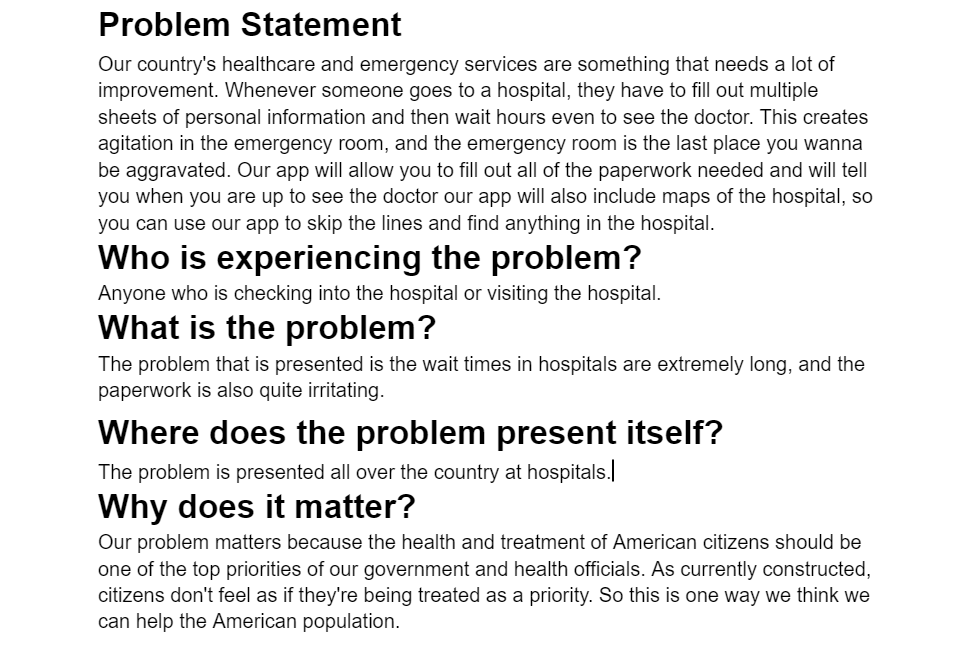 Problem Statement
Our country's healthcare and emergency services are something that needs a lot of
improvement. Whenever someone goes to a hospital, they have to fill out multiple
sheets of personal information and then wait hours even to see the doctor. This creates
agitation in the emergency room, and the emergency room is the last place you wanna
be aggravated. Our app will allow you to fill out all of the paperwork needed and will tell
you when you are up to see the doctor our app will also include maps of the hospital, so
you can use our app to skip the lines and find anything in the hospital.
Who is experiencing the problem?
Anyone who is checking into the hospital or visiting the hospital.
What is the problem?
The problem that is presented is the wait times in hospitals are extremely long, and the
paperwork is also quite irritating.
Where does the problem present itself?
The problem is presented all over the country at hospitals.
Why does it matter?
Our problem matters because the health and treatment of American citizens should be
one of the top priorities of our government and health officials. As currently constructed,
citizens don't feel as if they're being treated as a priority. So this is one way we think we
can help the American population.